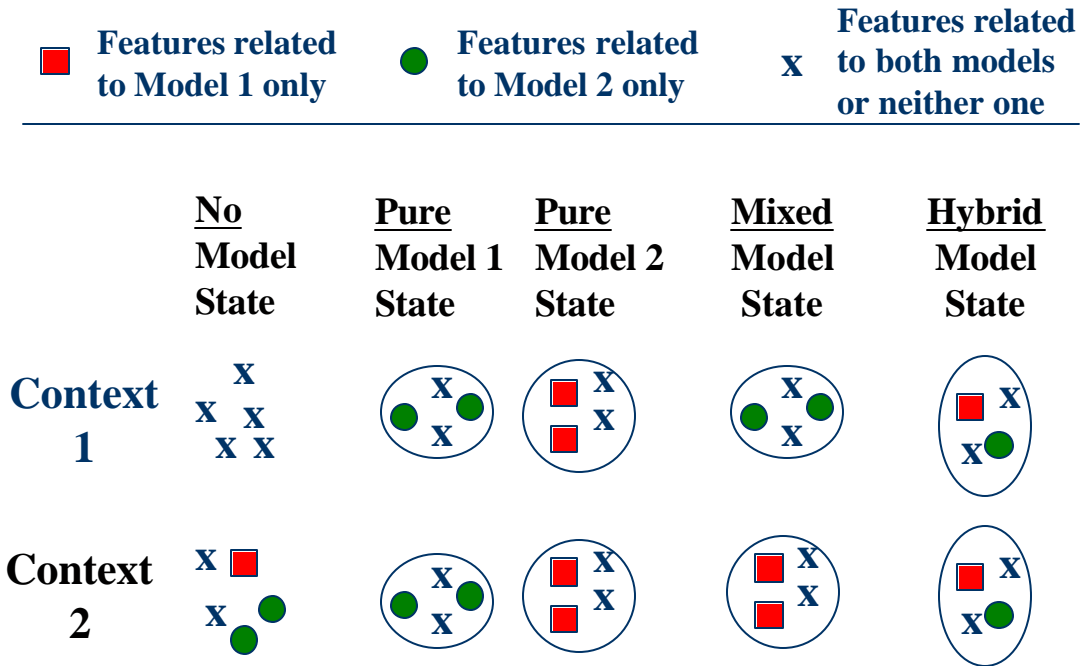 Features related
to Model 1 only
Features related
to Model 2 only
x
Features related
to both models
or neither one
No
Model
State
Pure
Model 1
State
Pure
Model 2
State
Mixed
Model
State
Hybrid
Model
State
Context
1
x
x x
x x
x
x
x
x
x
x
x
x
Context
2
x
x
x
x
x
x
x
x
x
x